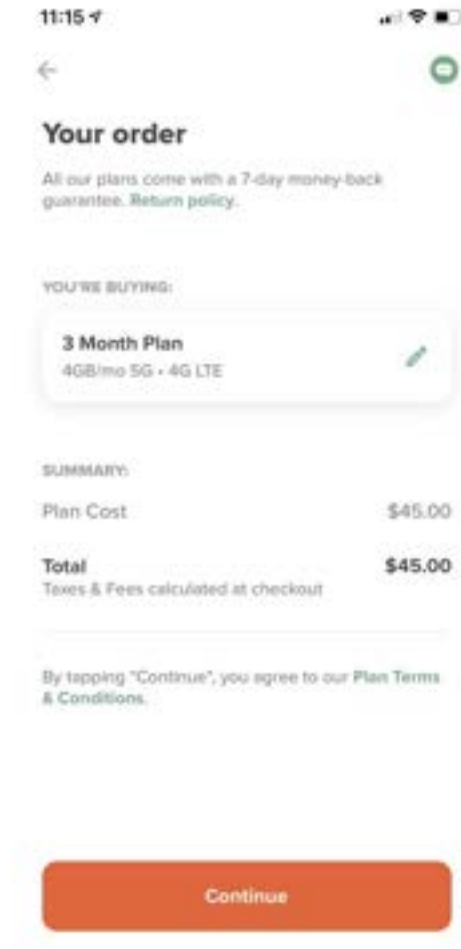 11:15
Your order
All our plans come with a 7-day money-back
guarantee. Return policy.
YOU'RE BUYING:
3 Month Plan
4GB/mo 5G • 4G LTE
SUMMARY:
Plan Cost $45.00
Total $45.00
Taxes & Fees calculated at checkout
By tapping "Continue", you agree to our Plan Terms
& Conditions.
Continue